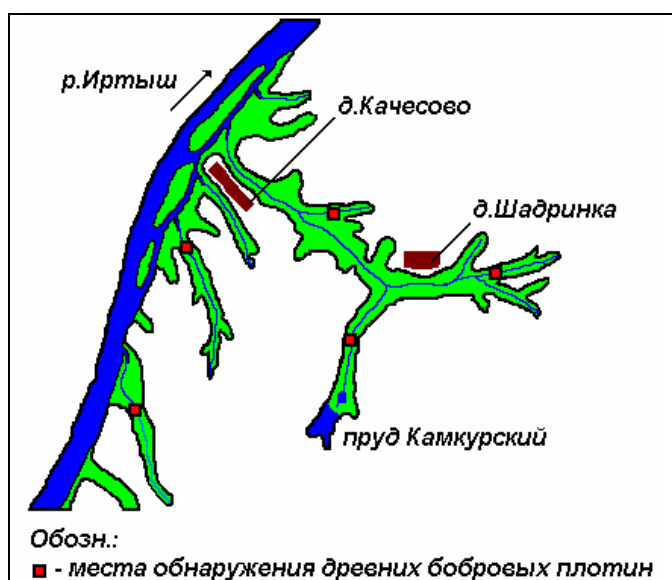 р.Иртыш
д.Качесово
д.Шадринка
пруд Камкурский
Обозн.:
- места обнаружения древних бобровых плотин